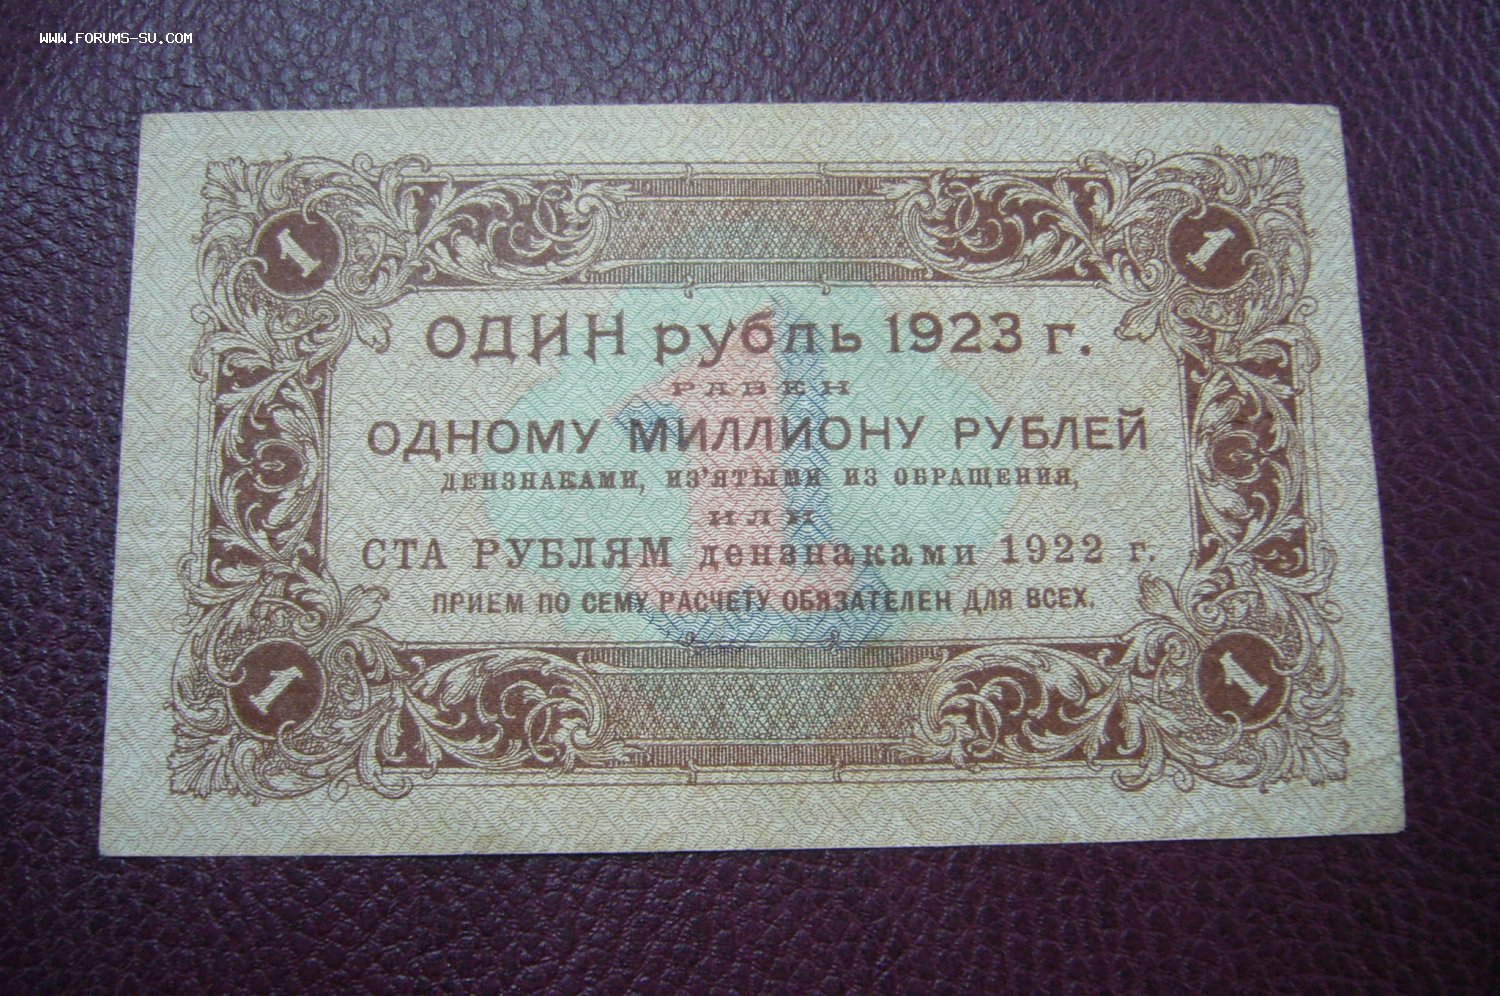 WWW.FORUMS-SU.COM
1 1
ОДИН рубль 1923 г.
РАВЕН
ОДНОМУ МИЛЛИОНУ РУБЛЕЙ
ДЕНЗНАКАМИ, ИЗ'ЯТЫМИ ИЗ ОБРАЩЕНИЯ,
ИЛИ
СТА РУБЛЯМ дензнаками 1922 г.
ПРИЕМ ПО СЕМУ РАСЧЕТУ ОБЯЗАТЕЛЕН ДЛЯ ВСЕХ.
1
1 1